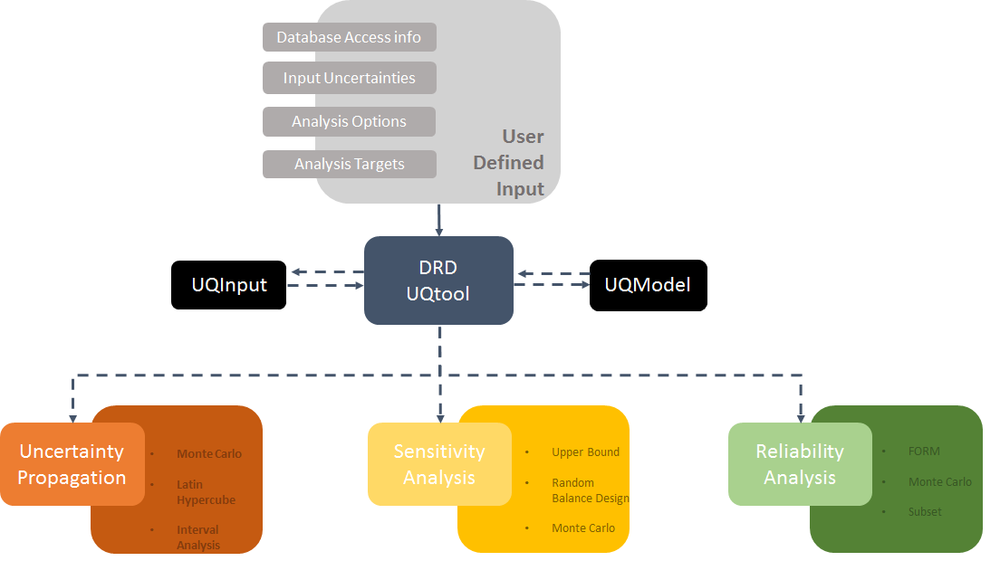 Database Access info
Input Uncertainties
Analysis Options
Analysis Targets
User
Defined
Input
UQInput
DRD
UQtool
UQModel
Uncertainty
Propagation
• Monte Carlo
• Latin
Hypercube
• Interval
Analysis
Sensitivity
Analysis
• Upper Bound
• Random
Balance Design
• Monte Carlo
Reliability
Analysis
• FORM
• Monte Carlo
• Subset